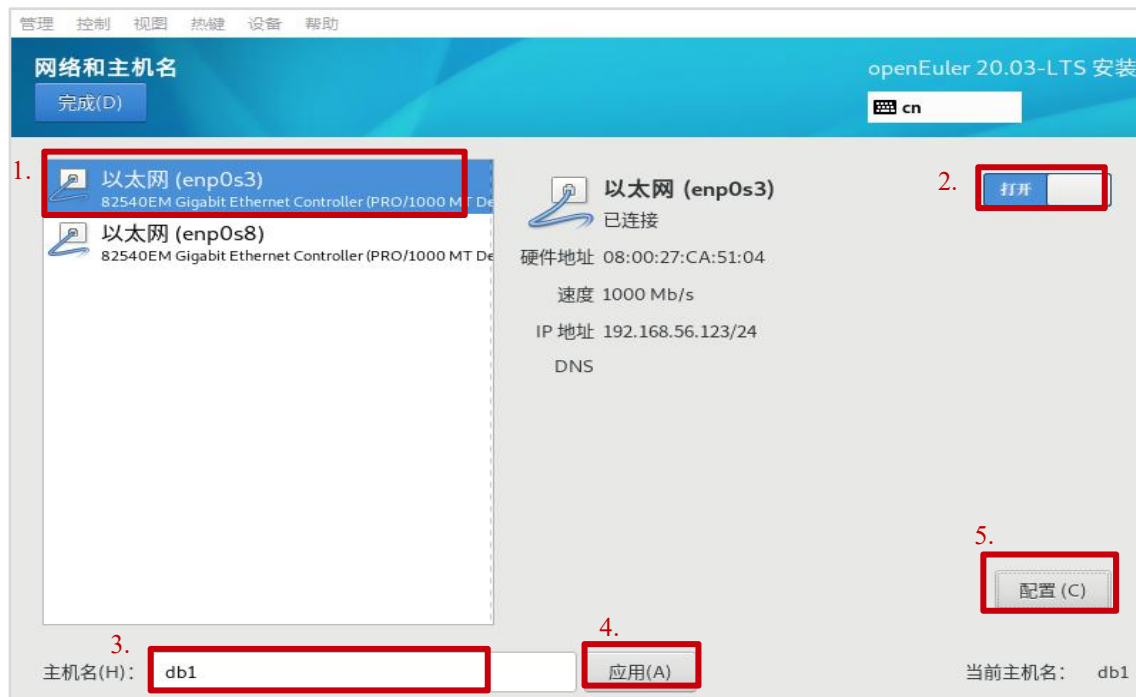 管理 控制 视图 热键 设备 帮助
网络和主机名
openEuler 20.03-LTS 安装
完成(D)
cn
1.
以太网 (enp0s3)
82540EM Gigabit Ethernet Controller (PRO/1000 MT De
以太网 (enp0s8)
82540EM Gigabit Ethernet Controller (PRO/1000 MT De
以太网 (enp0s3)
已连接
2.
打开
硬件地址 08:00:27:CA:51:04
速度 1000 Mb/s
IP 地址 192.168.56.123/24
DNS
5.
配置 (C)
3.
4.
主机名(H): db1
应用(A)
当前主机名: db1